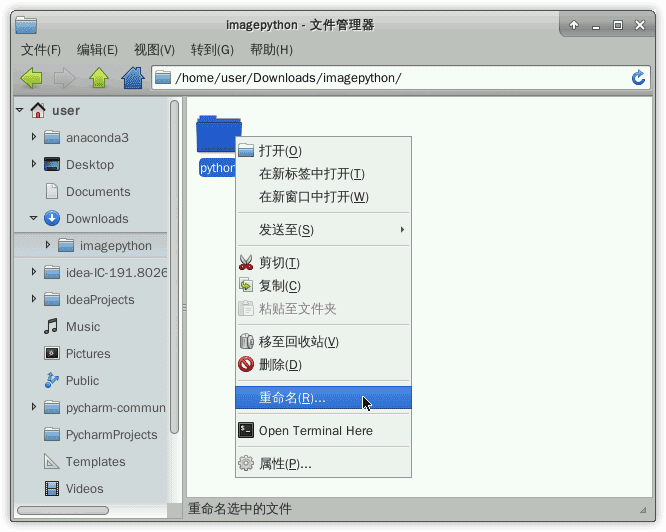 imagepython - 文件管理器
文件(F) 编辑(E) 视图(V) 转到(G) 帮助(H)
/home/user/Downloads/imagepython/
user
anaconda3
Desktop
Documents
Downloads
imagepython
idea-IC-191.8026
IdeaProjects
Music
Pictures
Public
pycharm-commun
PycharmProjects
Templates
Videos
python
打开(O)
在新标签中打开(T)
在新窗口中打开(W)
发送至(S)
剪切(T)
复制(C)
粘贴至文件夹
移至回收站(V)
删除(D)
重命名(R)...
Open Terminal Here
属性(P)...
重命名选中的文件